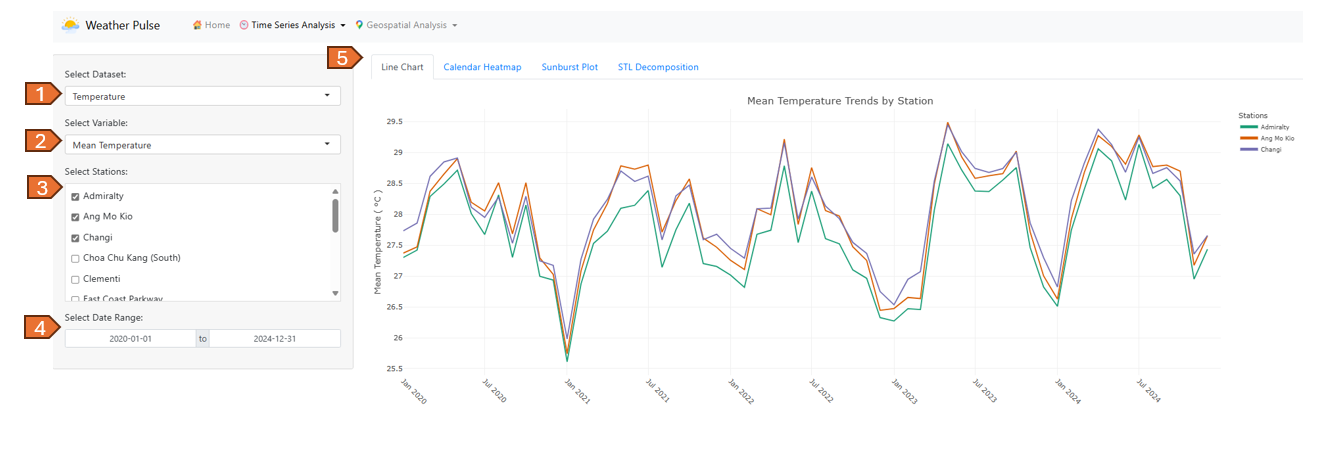 Weather Pulse
Home
Time Series Analysis
Geospatial Analysis
5
Line Chart
Calendar Heatmap
Sunburst Plot
STL Decomposition
Select Dataset:
1
Temperature
Select Variable:
2
Mean Temperature
Select Stations:
3
Admiralty
Ang Mo Kio
Changi
Choa Chu Kang (South)
Clementi
East Coast Parkway
Select Date Range:
4
2020-01-01 to 2024-12-31
Mean Temperature Trends by Station
Mean Temperature ( °C)
29.5
29
28.5
28
27.5
27
26.5
26
25.5
Jan 2020
Jul 2020
Jan 2021
Jul 2021
Jan 2022
Jul 2022
Jan 2023
Jul 2023
Jan 2024
Jul 2024
Stations
Admiralty
Ang Mo Kio
Changi